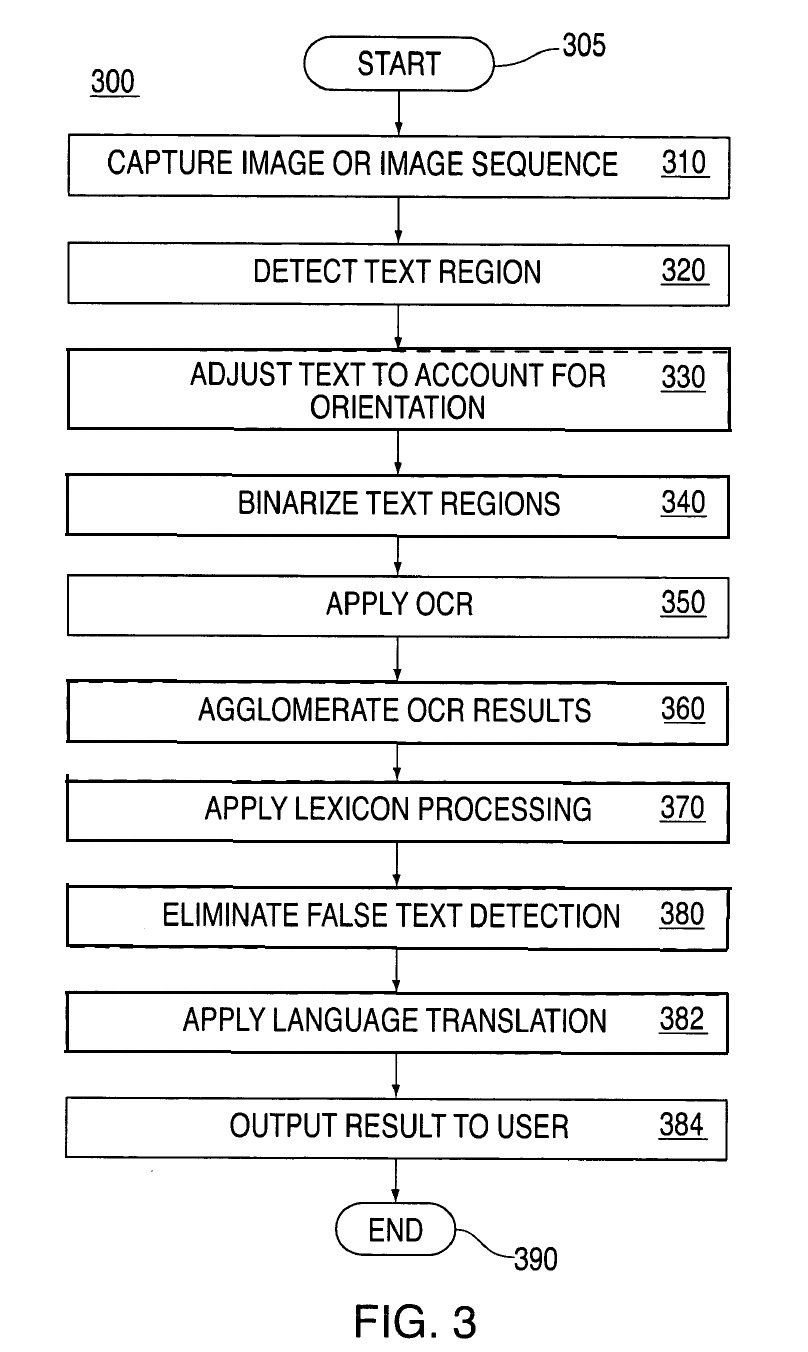 300
START 305
CAPTURE IMAGE OR IMAGE SEQUENCE 310
DETECT TEXT REGION 320
ADJUST TEXT TO ACCOUNT FOR 330
ORIENTATION
BINARIZE TEXT REGIONS 340
APPLY OCR 350
AGGLOMERATE OCR RESULTS 360
APPLY LEXICON PROCESSING 370
ELIMINATE FALSE TEXT DETECTION 380
APPLY LANGUAGE TRANSLATION 382
OUTPUT RESULT TO USER 384
END 390
FIG. 3